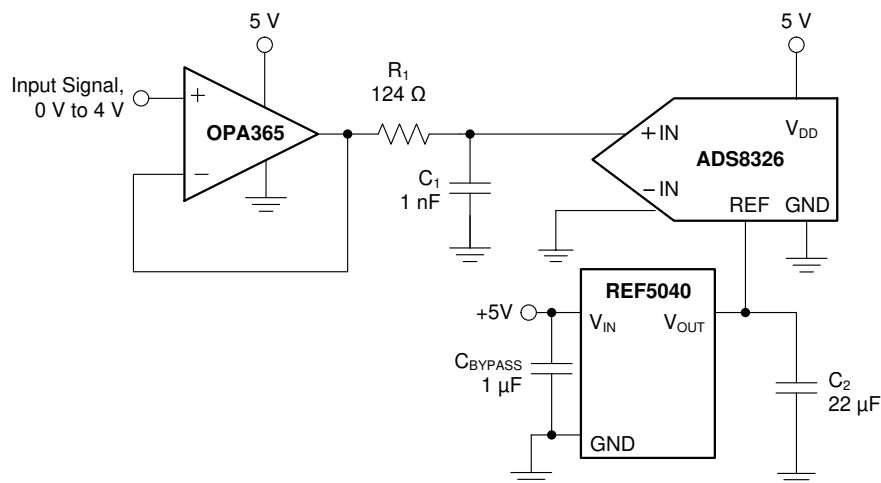 5 V
Input Signal,
0 V to 4 V
+
OPA365
−
R1
124 Ω
C1
1 nF
5 V
+IN
VDD
ADS8326
−IN
REF
GND
REF5040
+5V
VIN
VOUT
CBYPASS
1 µF
GND
C2
22 µF